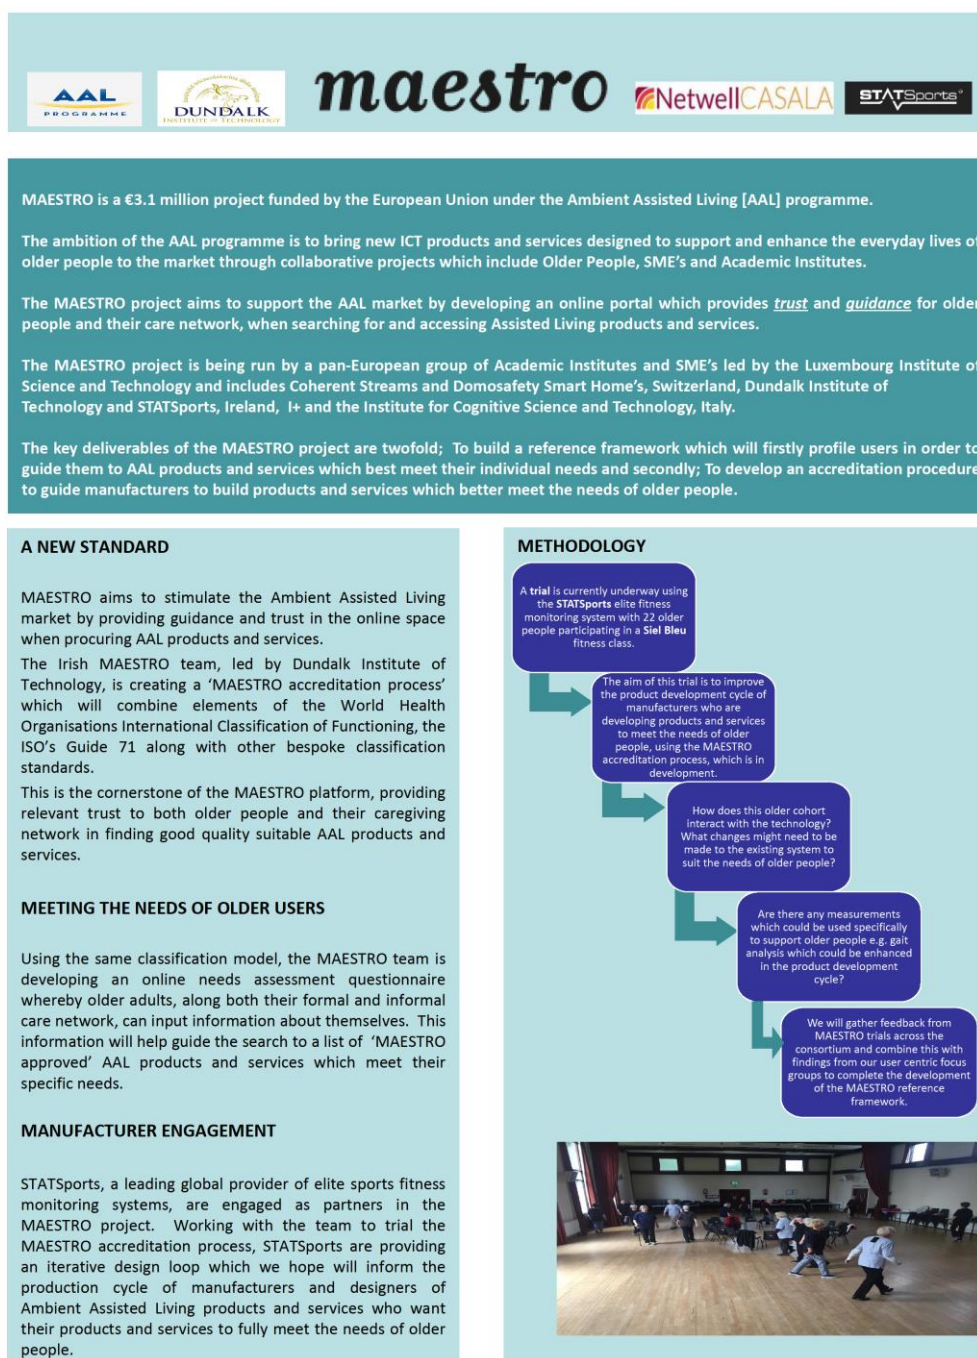 AAL
PROGRAMME
DUNDALK
INSTITUTE OF TECHNOLOGY
maestro
NetwellCASALA
STATSports
MAESTRO is a €3.1 million project funded by the European Union under the Ambient Assisted Living [AAL] programme.
The ambition of the AAL programme is to bring new ICT products and services designed to support and enhance the everyday lives of
older people to the market through collaborative projects which include Older People, SME's and Academic Institutes.
The MAESTRO project aims to support the AAL market by developing an online portal which provides trust and guidance for older
people and their care network, when searching for and accessing Assisted Living products and services.
The MAESTRO project is being run by a pan-European group of Academic Institutes and SME's led by the Luxembourg Institute of
Science and Technology and includes Coherent Streams and Domosafety Smart Home's, Switzerland, Dundalk Institute of
Technology and STATSports, Ireland, I+ and the Institute for Cognitive Science and Technology, Italy.
The key deliverables of the MAESTRO project are twofold; To build a reference framework which will firstly profile users in order to
guide them to AAL products and services which best meet their individual needs and secondly; To develop an accreditation procedure
to guide manufacturers to build products and services which better meet the needs of older people.
A NEW STANDARD
MAESTRO aims to stimulate the Ambient Assisted Living
market by providing guidance and trust in the online space
when procuring AAL products and services.
The Irish MAESTRO team, led by Dundalk Institute of
Technology, is creating a 'MAESTRO accreditation process'
which will combine elements of the World Health
Organisations International Classification of Functioning, the
ISO's Guide 71 along with other bespoke classification
standards.
This is the cornerstone of the MAESTRO platform, providing
relevant trust to both older people and their caregiving
network in finding good quality suitable AAL products and
services.
MEETING THE NEEDS OF OLDER USERS
Using the same classification model, the MAESTRO team is
developing an online needs assessment questionnaire
whereby older adults, along both their formal and informal
care network, can input information about themselves. This
information will help guide the search to a list of 'MAESTRO
approved' AAL products and services which meet their
specific needs.
MANUFACTURER ENGAGEMENT
STATSports, a leading global provider of elite sports fitness
monitoring systems, are engaged as partners in the
MAESTRO project. Working with the team to trial the
MAESTRO accreditation process, STATSports are providing
an iterative design loop which we hope will inform the
production cycle of manufacturers and designers of
Ambient Assisted Living products and services who want
their products and services to fully meet the needs of older
people.
METHODOLOGY
A trial is currently underway using
the STATSports elite fitness
monitoring system with 22 older
people participating in a Siel Bleu
fitness class.
The aim of this trial is to improve
the product development cycle of
manufacturers who are
developing products and services
to meet the needs of older
people, using the MAESTRO
accreditation process, which is in
development.
How does this older cohort
interact with the technology?
What changes might need to be
made to the existing system to
suit the needs of older people?
Are there any measurements
which could be used specifically
to support older people e.g. gait
analysis which could be enhanced
in the product development
cycle?
We will gather feedback from
MAESTRO trials across the
consortium and combine this with
findings from our user centric focus
groups to complete the development
of the MAESTRO reference
framework.